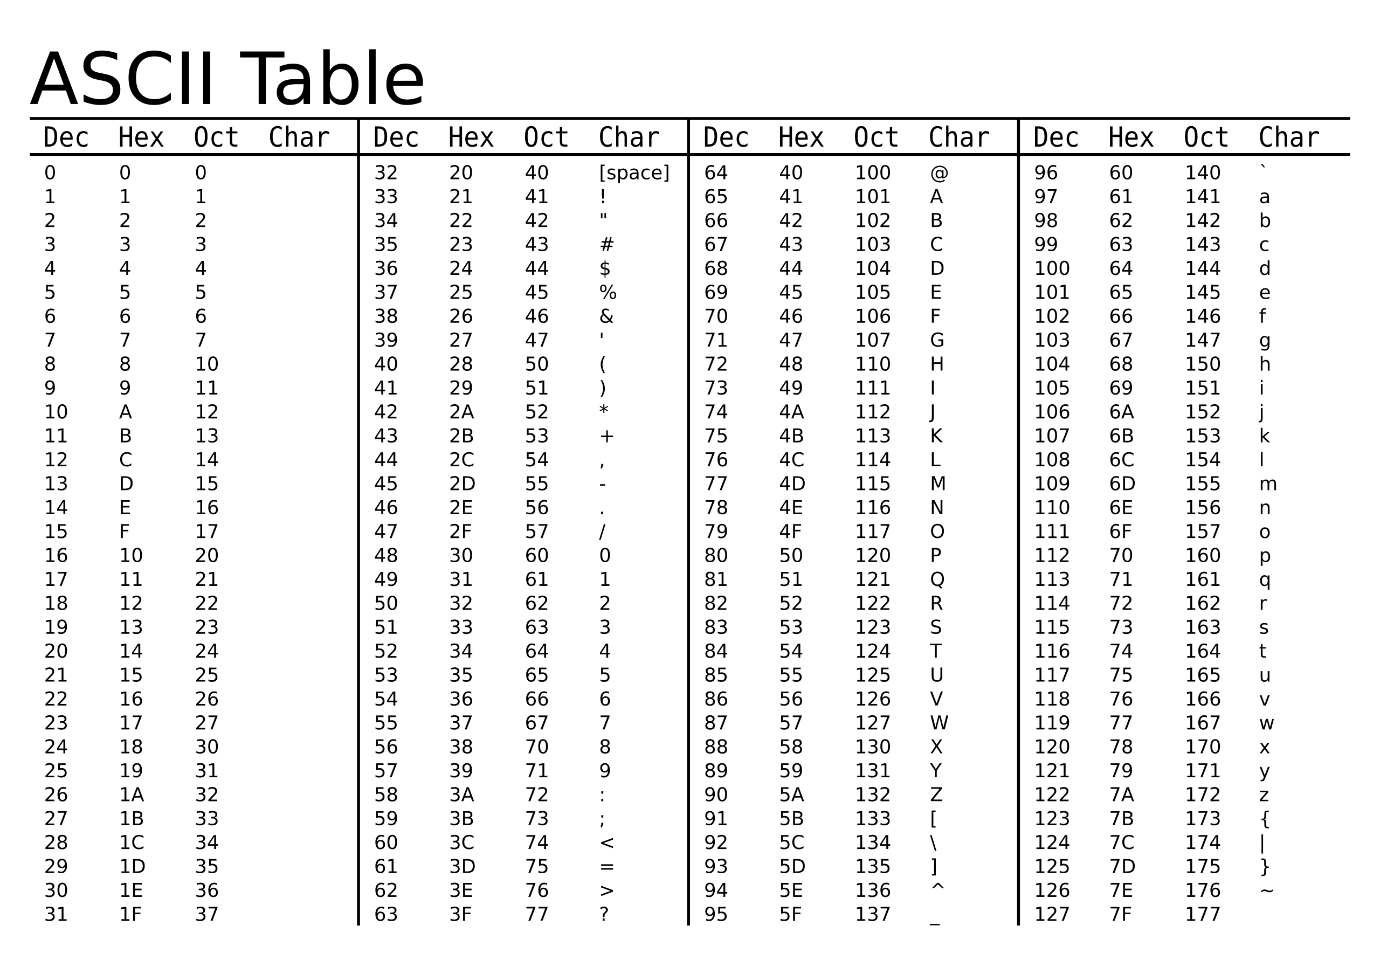 ASCII Table
Dec Hex Oct Char Dec Hex Oct Char Dec Hex Oct Char Dec Hex Oct Char
0 0 0 32 20 40 [space] 64 40 100 @ 96 60 140 `
1 1 1 33 21 41 ! 65 41 101 A 97 61 141 a
2 2 2 34 22 42 " 66 42 102 B 98 62 142 b
3 3 3 35 23 43 # 67 43 103 C 99 63 143 c
4 4 4 36 24 44 $ 68 44 104 D 100 64 144 d
5 5 5 37 25 45 % 69 45 105 E 101 65 145 e
6 6 6 38 26 46 & 70 46 106 F 102 66 146 f
7 7 7 39 27 47 ' 71 47 107 G 103 67 147 g
8 8 10 40 28 50 ( 72 48 110 H 104 68 150 h
9 9 11 41 29 51 ) 73 49 111 I 105 69 151 i
10 A 12 42 2A 52 * 74 4A 112 J 106 6A 152 j
11 B 13 43 2B 53 + 75 4B 113 K 107 6B 153 k
12 C 14 44 2C 54 , 76 4C 114 L 108 6C 154 l
13 D 15 45 2D 55 - 77 4D 115 M 109 6D 155 m
14 E 16 46 2E 56 . 78 4E 116 N 110 6E 156 n
15 F 17 47 2F 57 / 79 4F 117 O 111 6F 157 o
16 10 20 48 30 60 0 80 50 120 P 112 70 160 p
17 11 21 49 31 61 1 81 51 121 Q 113 71 161 q
18 12 22 50 32 62 2 82 52 122 R 114 72 162 r
19 13 23 51 33 63 3 83 53 123 S 115 73 163 s
20 14 24 52 34 64 4 84 54 124 T 116 74 164 t
21 15 25 53 35 65 5 85 55 125 U 117 75 165 u
22 16 26 54 36 66 6 86 56 126 V 118 76 166 v
23 17 27 55 37 67 7 87 57 127 W 119 77 167 w
24 18 30 56 38 70 8 88 58 130 X 120 78 170 x
25 19 31 57 39 71 9 89 59 131 Y 121 79 171 y
26 1A 32 58 3A 72 : 90 5A 132 Z 122 7A 172 z
27 1B 33 59 3B 73 ; 91 5B 133 [ 123 7B 173 {
28 1C 34 60 3C 74 < 92 5C 134 \ 124 7C 174 |
29 1D 35 61 3D 75 = 93 5D 135 ] 125 7D 175 }
30 1E 36 62 3E 76 > 94 5E 136 ^ 126 7E 176 ~
31 1F 37 63 3F 77 ? 95 5F 137 _ 127 7F 177